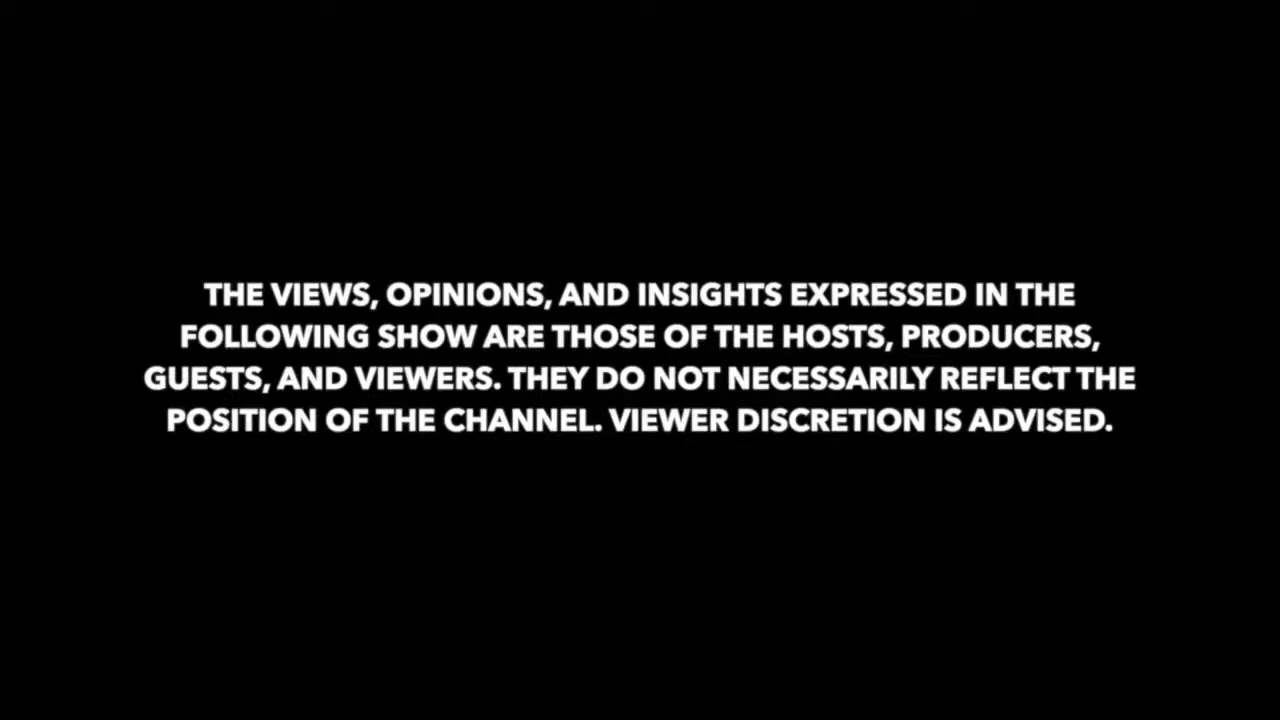 THE VIEWS, OPINIONS, AND INSIGHTS EXPRESSED IN THE
FOLLOWING SHOW ARE THOSE OF THE HOSTS, PRODUCERS,
GUESTS, AND VIEWERS. THEY DO NOT NECESSARILY REFLECT THE
POSITION OF THE CHANNEL. VIEWER DISCRETION IS ADVISED.